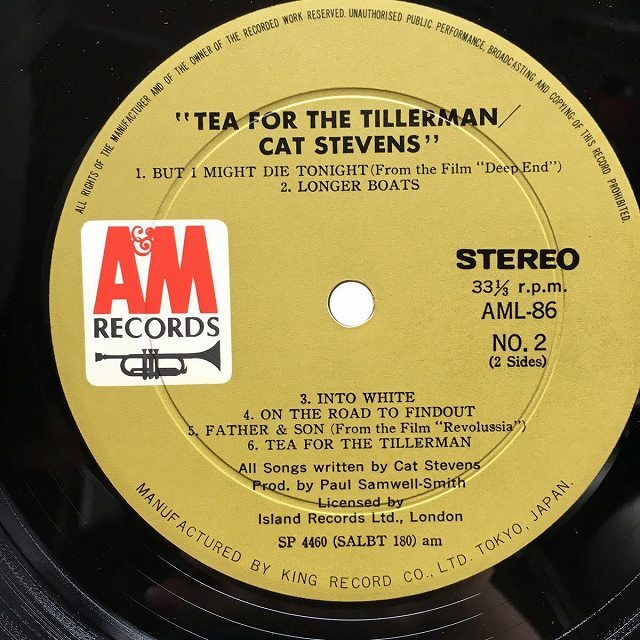 ALL RIGHTS OF THE MANUFACTURER AND OF THE OWNER OF THE RECORDED WORK RESERVED. UNAUTHORISED PUBLIC PERFORMANCE, BROADCASTING AND COPYING OF THIS RECORD PROHIBITED.
"TEA FOR THE TILLERMAN/
CAT STEVENS"
1. BUT I MIGHT DIE TONIGHT (From the Film "Deep End")
2. LONGER BOATS
A&M
RECORDS
STEREO
33⅓ r.p.m.
AML-86
NO. 2
(2 Sides)
3. INTO WHITE
4. ON THE ROAD TO FINDOUT
5. FATHER & SON (From the Film "Revolussia")
6. TEA FOR THE TILLERMAN
All Songs written by Cat Stevens
Prod. by Paul Samwell-Smith
Licensed by
Island Records Ltd., London
SP 4460 (SALBT 180) am
MANUFACTURED BY KING RECORD CO., LTD. TOKYO, JAPAN.